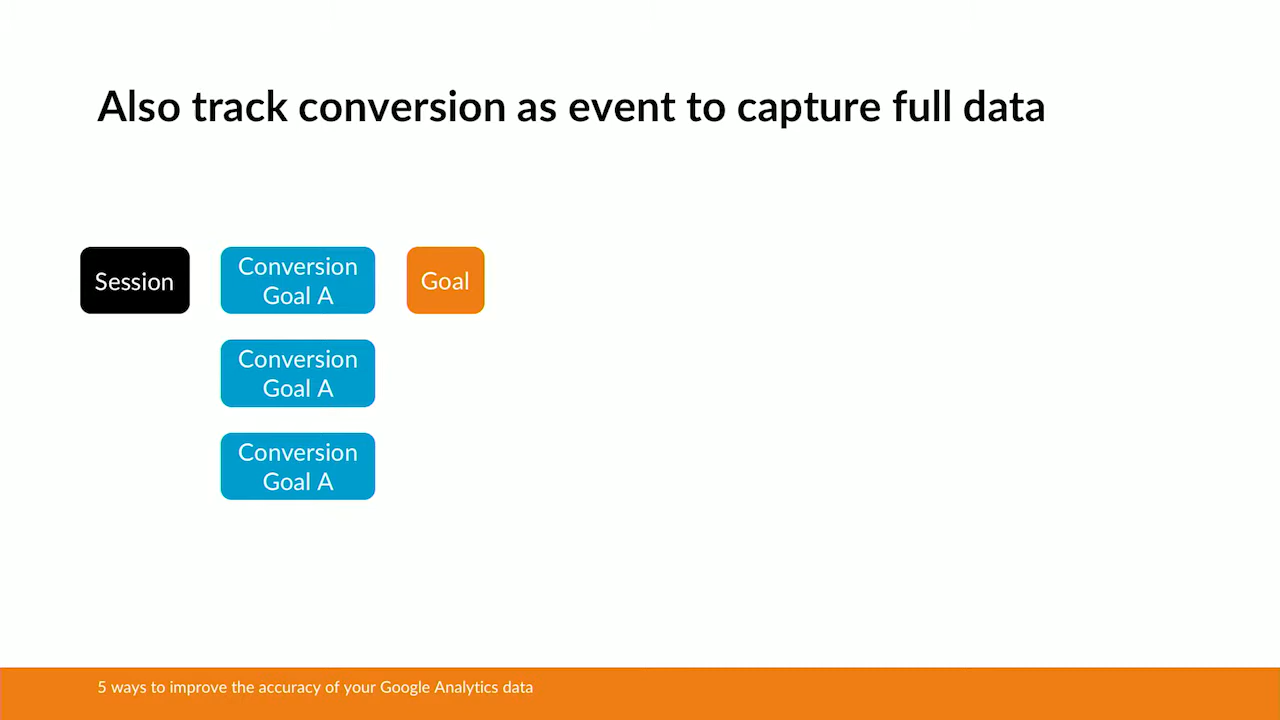 Also track conversion as event to capture full data
Session
Conversion
Goal A
Goal
Conversion
Goal A
Conversion
Goal A
5 ways to improve the accuracy of your Google Analytics data